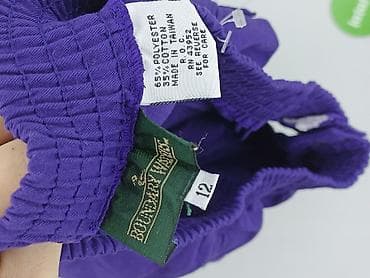 65% POLYESTER
35% COTTON
MADE IN TAIWAN
R. O. C.
RN 43952
SEE REVERSE
FOR CARE
BOUNDARY WATERS
12